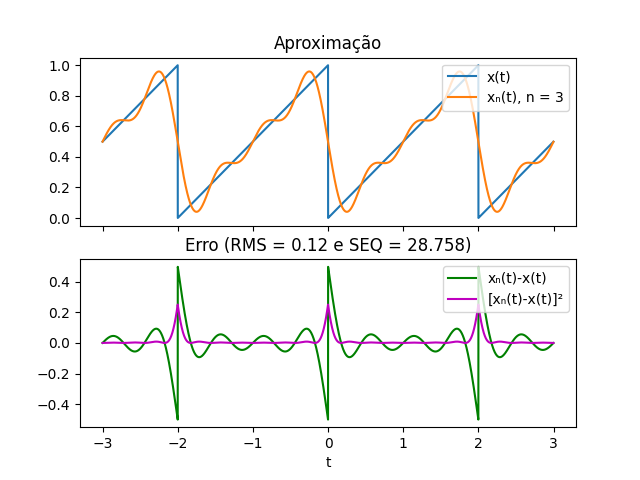 Aproximação
1.0
0.8
0.6
0.4
0.2
0.0
x(t)
xₙ(t), n = 3
Erro (RMS = 0.12 e SEQ = 28.758)
0.4
0.2
0.0
−0.2
−0.4
xₙ(t)-x(t)
[xₙ(t)-x(t)]²
−3 −2 −1 0 1 2 3
t